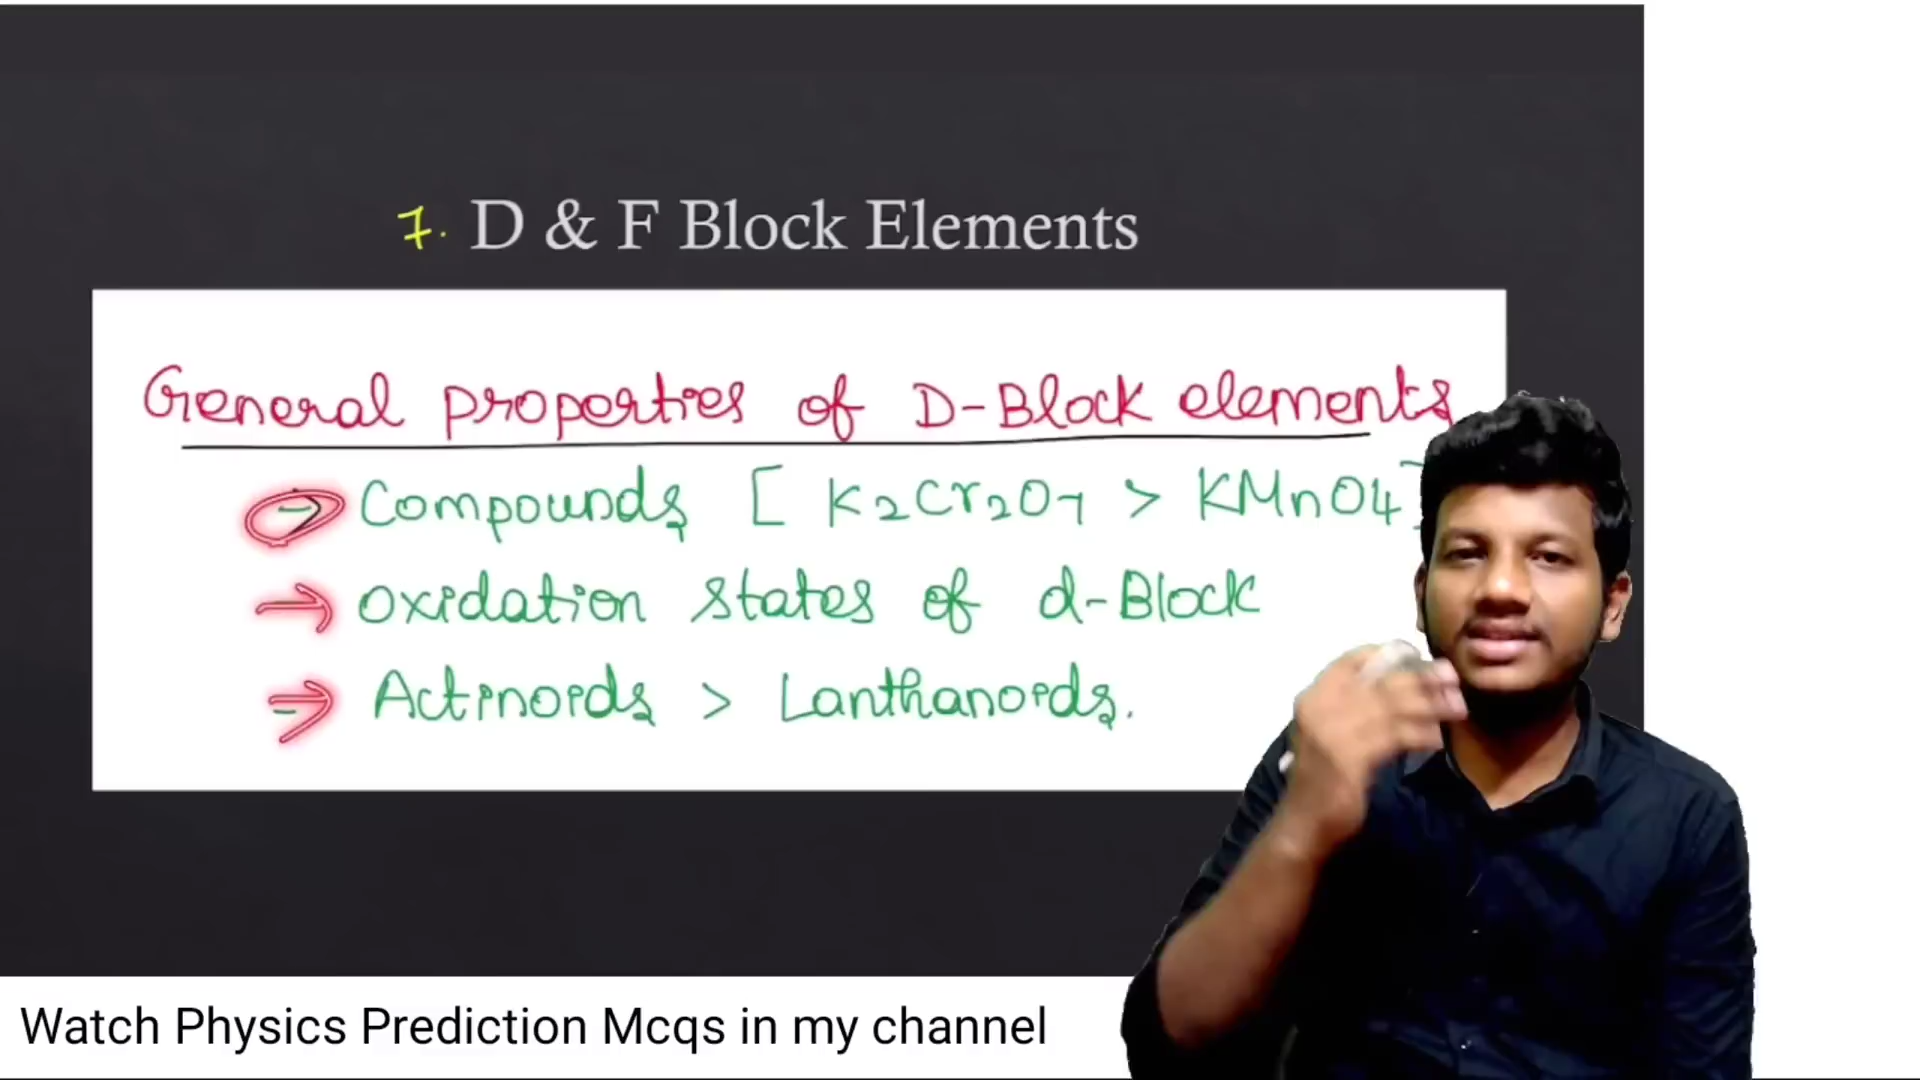 7. D & F Block Elements
General properties of D-Block elements
→ Compounds [ K2Cr2O7 > KMnO4]
→ oxidation states of d-Block
→ Actinoids > Lanthanoids.
Watch Physics Prediction Mcqs in my channel